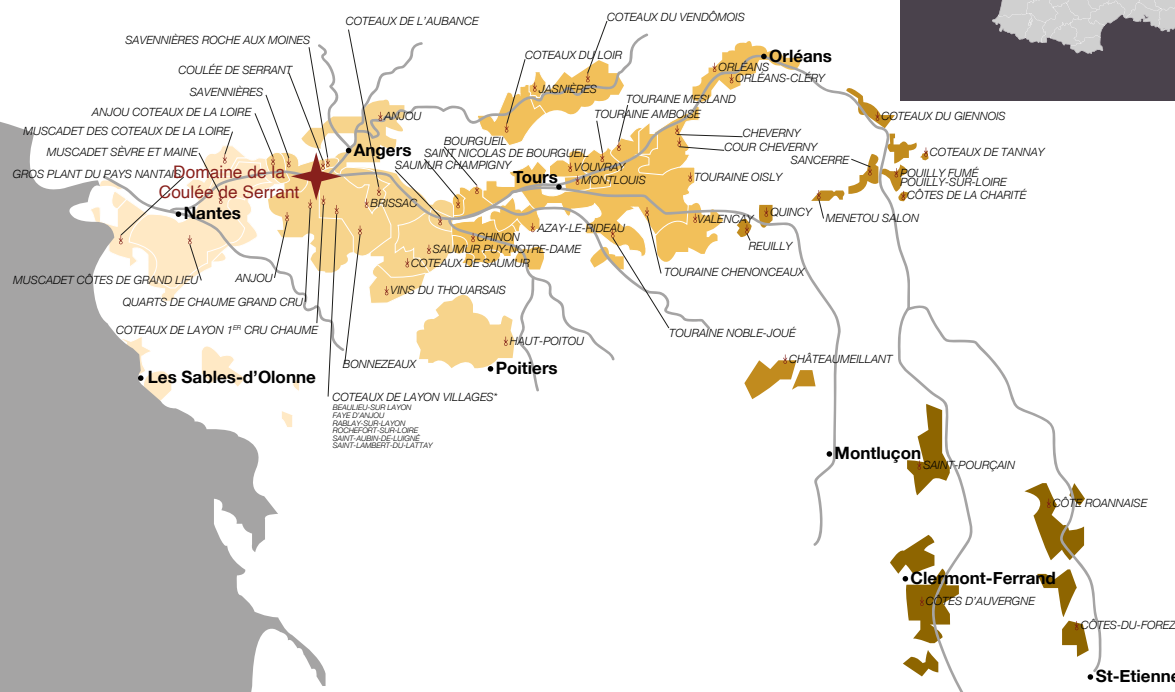 COTEAUX DE L'AUBANCE
COTEAUX DU VENDÔMOIS
SAVENNIÈRES ROCHE AUX MOINES
COTEAUX DU LOIR
Orléans
COULÉE DE SERRANT
ORLÉANS
ORLÉANS-CLÉRY
SAVENNIÈRES
JASNIÈRES
TOURAINE MESLAND
ANJOU COTEAUX DE LA LOIRE
ANJOU
TOURAINE AMBOISE
COTEAUX DU GIENNOIS
MUSCADET DES COTEAUX DE LA LOIRE
BOURGUEIL
CHEVERNY
MUSCADET SÈVRE ET MAINE
Angers
SAINT NICOLAS DE BOURGUEIL
COUR CHEVERNY
COTEAUX DE TANNAY
SAUMUR CHAMPIGNY
VOUVRAY
SANCERRE
GROS PLANT DU PAYS NANTAIS
Domaine de la
Coulée de Serrant
Tours
MONTLOUIS
TOURAINE OISLY
POUILLY FUMÉ
POUILLY-SUR-LOIRE
CÔTES DE LA CHARITÉ
Nantes
BRISSAC
VALENCAY
QUINCY
MENETOU SALON
AZAY-LE-RIDEAU
CHINON
REUILLY
SAUMUR PUY-NOTRE-DAME
COTEAUX DE SAUMUR
TOURAINE CHENONCEAUX
MUSCADET CÔTES DE GRAND LIEU
ANJOU
VINS DU THOUARSAIS
QUARTS DE CHAUME GRAND CRU
COTEAUX DE LAYON 1ER CRU CHAUME
TOURAINE NOBLE-JOUÉ
HAUT-POITOU
BONNEZEAUX
CHÂTEAUMEILLANT
Poitiers
Les Sables-d'Olonne
COTEAUX DE LAYON VILLAGES*
BEAULIEU-SUR LAYON
FAYE D'ANJOU
RABLAY-SUR-LAYON
ROCHEFORT-SUR-LOIRE
SAINT-AUBIN-DE-LUIGNÉ
SAINT-LAMBERT-DU-LATTAY
Montluçon
SAINT-POURÇAIN
CÔTE ROANNAISE
Clermont-Ferrand
CÔTES D'AUVERGNE
CÔTES-DU-FOREZ
St-Etienne